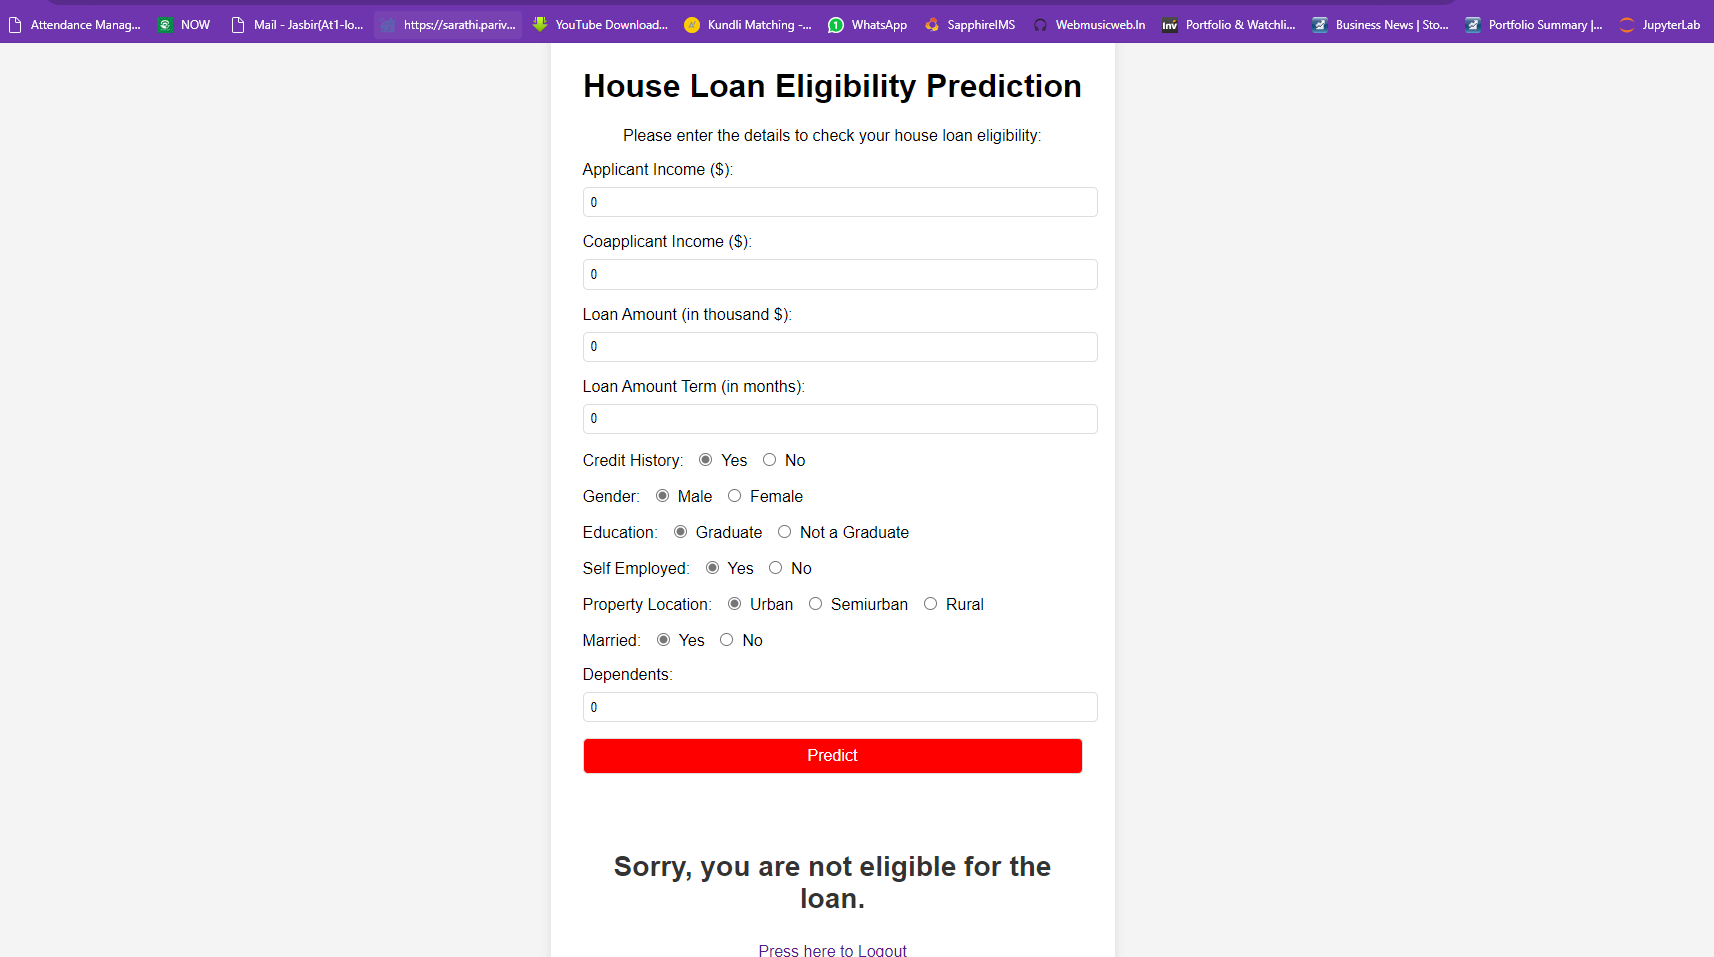 Attendance Manag... NOW Mail - Jasbir(At1-lo... https://sarathi.pariv... YouTube Download... Kundli Matching -... WhatsApp SapphireIMS Webmusicweb.In Inv Portfolio & Watchli... Business News | Sto... Portfolio Summary |... JupyterLab
House Loan Eligibility Prediction
Please enter the details to check your house loan eligibility:
Applicant Income ($):
0
Coapplicant Income ($):
0
Loan Amount (in thousand $):
0
Loan Amount Term (in months):
0
Credit History: Yes No
Gender: Male Female
Education: Graduate Not a Graduate
Self Employed: Yes No
Property Location: Urban Semiurban Rural
Married: Yes No
Dependents:
0
Predict
Sorry, you are not eligible for the
loan.
Press here to Logout